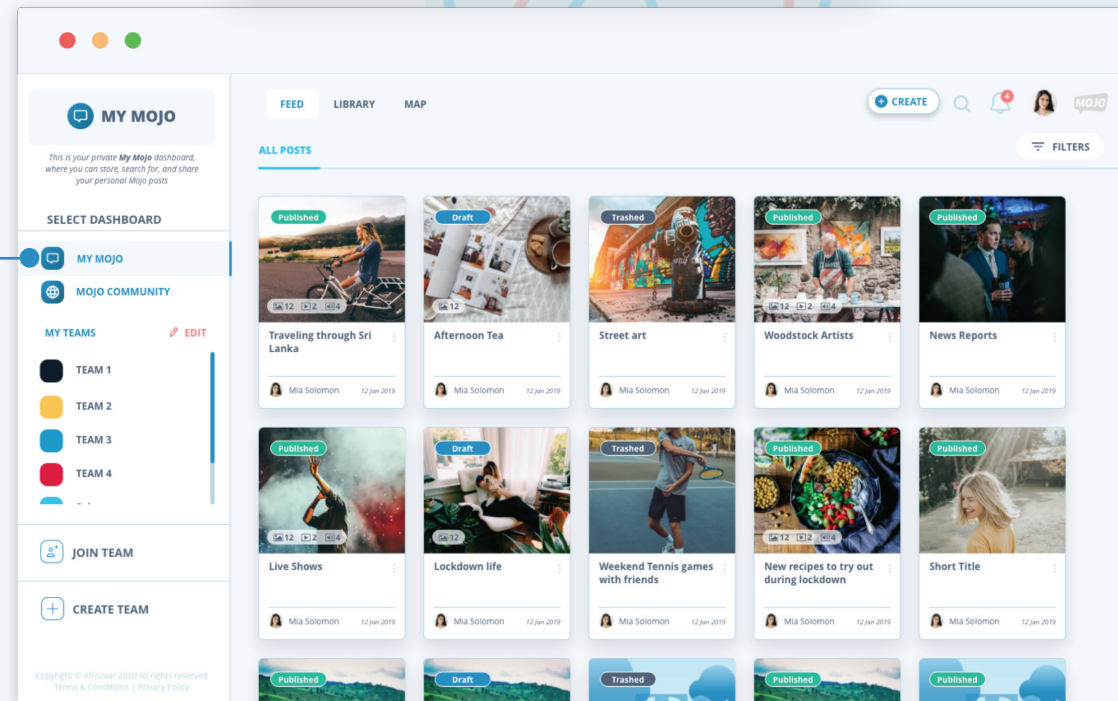 MY MOJO
This is your private My Mojo dashboard,
where you can store, search for, and share
your personal Mojo posts
SELECT DASHBOARD
MY MOJO
MOJO COMMUNITY
MY TEAMS
EDIT
TEAM 1
TEAM 2
TEAM 3
TEAM 4
JOIN TEAM
CREATE TEAM
Copyright © Afrozaar 2020 All rights reserved
Terms & Conditions | Privacy Policy
FEED LIBRARY MAP
CREATE
4
MOJO
ALL POSTS
FILTERS
Published
12 2 4
Traveling through Sri
Lanka
Mia Solomon 12 Jan 2019
Draft
12
Afternoon Tea
Mia Solomon 12 Jan 2019
Trashed
Street art
Mia Solomon 12 Jan 2019
Published
12 2 4
Woodstock Artists
Mia Solomon 12 Jan 2019
Published
News Reports
Mia Solomon 12 Jan 2019
Published
12 2 4
Live Shows
Mia Solomon 12 Jan 2019
Draft
12
Lockdown life
Mia Solomon 12 Jan 2019
Trashed
Weekend Tennis games
with friends
Mia Solomon 12 Jan 2019
Published
12 2 4
New recipes to try out
during lockdown
Mia Solomon 12 Jan 2019
Published
Short Title
Mia Solomon 12 Jan 2019
Published
Draft
Trashed
Published
Published